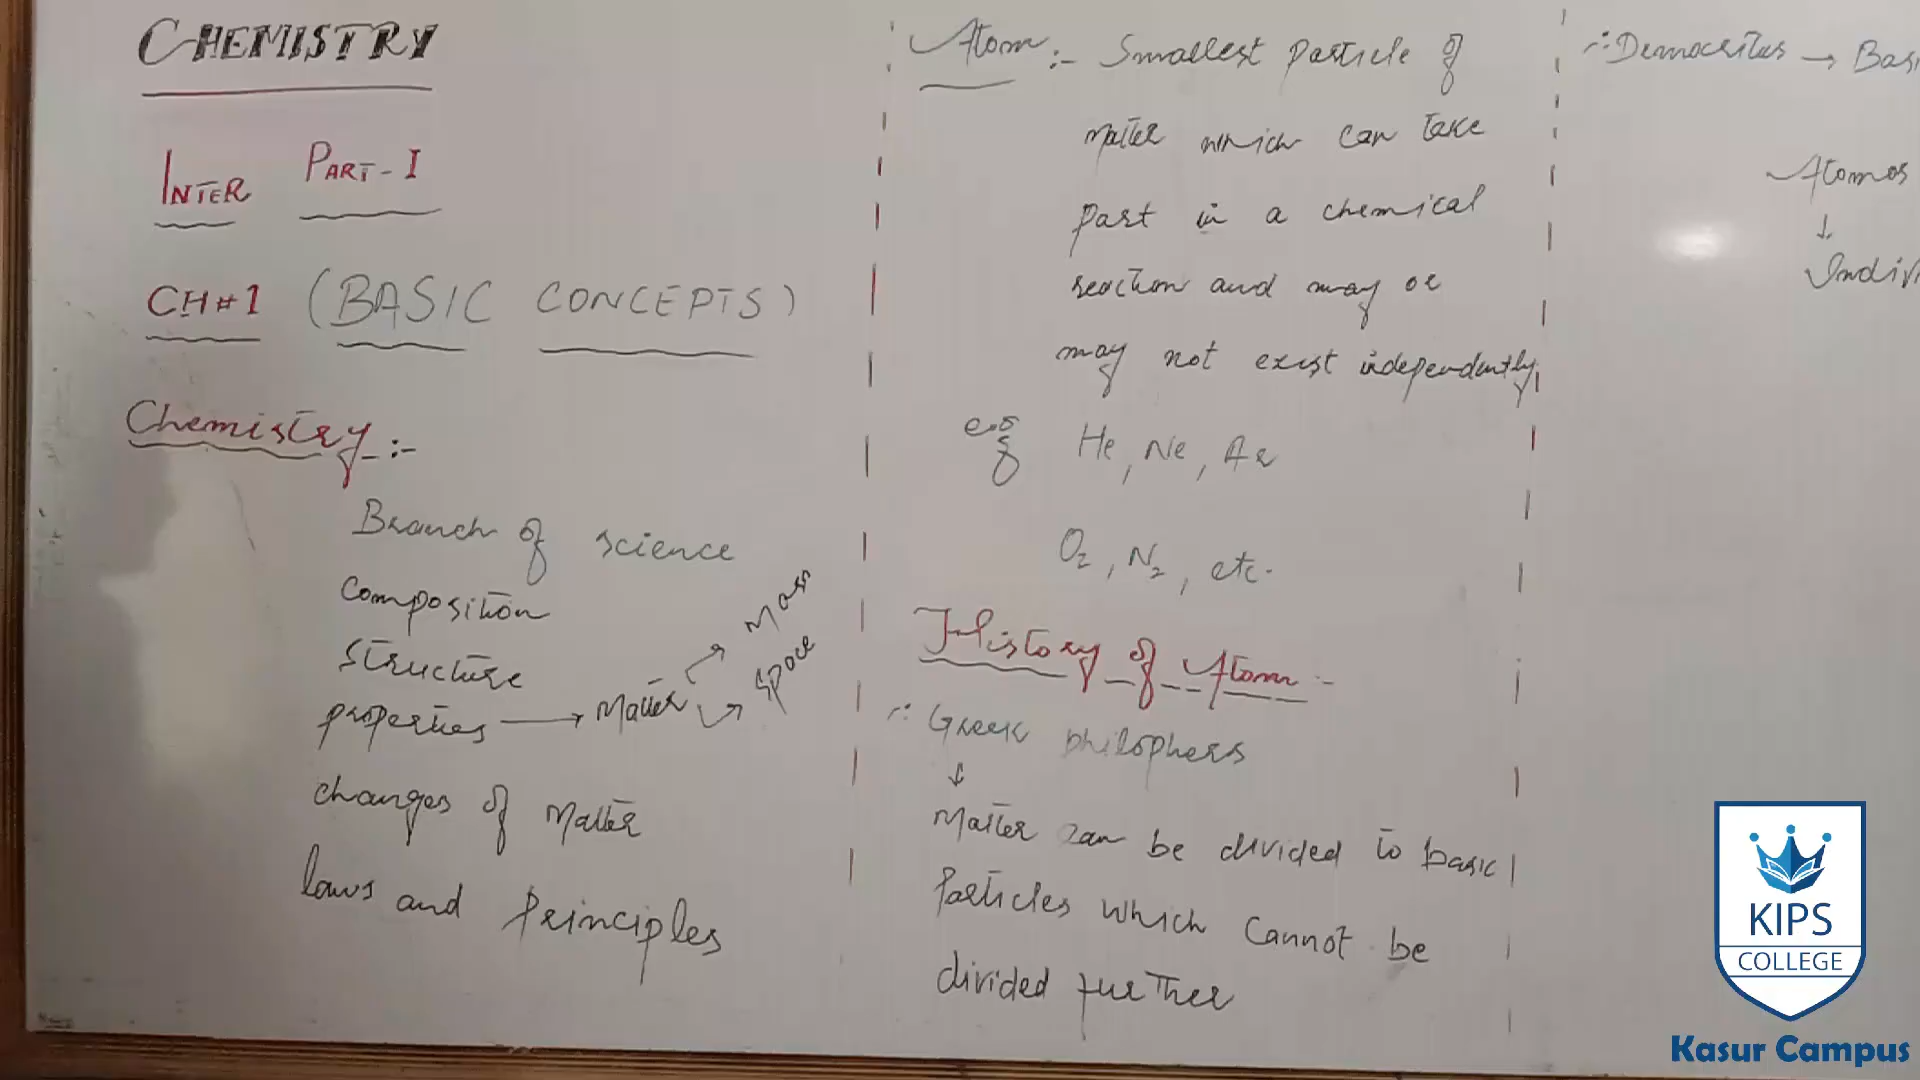 CHEMISTRY
INTER PART-I
CH#1 (BASIC CONCEPTS)
Chemistry:-
Branch of science
Composition
Structure
properties → Matter → Mass
→ Space
changes of Matter
laws and Principles
Atom :- Smallest particle of
matter which can take
part in a chemical
reaction and may or
may not exist independently
e.g He, Ne, Ar
O2, N2, etc.
History of Atom:-
∴ Greek philophers
↓
Matter can be divided to basic
Particles which cannot be
divided further
∴ Democritus → Basi
Atomos
↓
Indiv
KIPS
COLLEGE
Kasur Campus